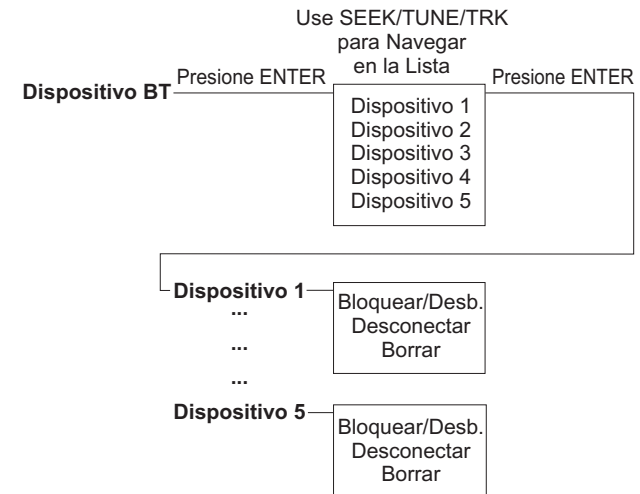 Use SEEK/TUNE/TRK
para Navegar
en la Lista
Dispositivo BT
Presione ENTER
Presione ENTER
Dispositivo 1
Dispositivo 2
Dispositivo 3
Dispositivo 4
Dispositivo 5
Dispositivo 1
Bloquear/Desb.
Desconectar
Borrar
...
...
...
Dispositivo 5
Bloquear/Desb.
Desconectar
Borrar